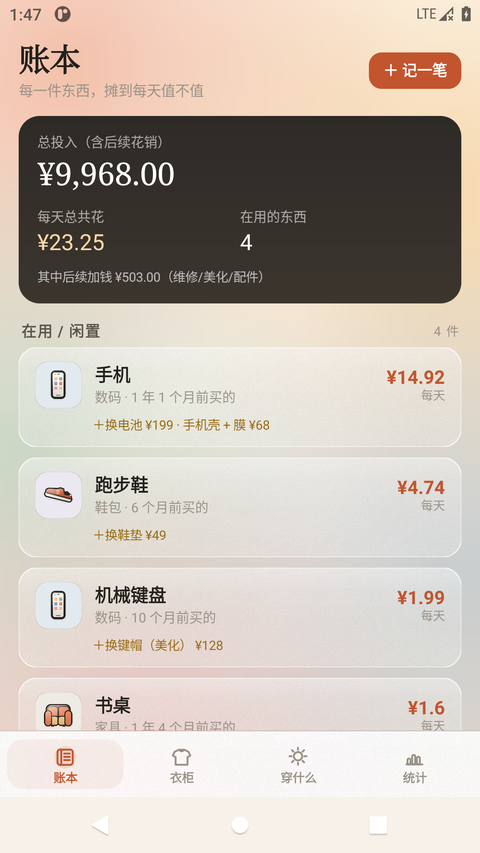 1:47
LTE
账本
每一件东西，摊到每天值不值
＋ 记一笔
总投入（含后续花销）
¥9,968.00
每天总共花
在用的东西
¥23.25
4
其中后续加钱 ¥503.00（维修/美化/配件）
在用 / 闲置
4 件
手机
¥14.92
数码 · 1 年 1 个月前买的
每天
＋换电池 ¥199 · 手机壳 + 膜 ¥68
跑步鞋
¥4.74
鞋包 · 6 个月前买的
每天
＋换鞋垫 ¥49
机械键盘
¥1.99
数码 · 10 个月前买的
每天
＋换键帽（美化） ¥128
书桌
¥1.6
家具 · 1 年 4 个月前买的
每天
账本
衣柜
穿什么
统计